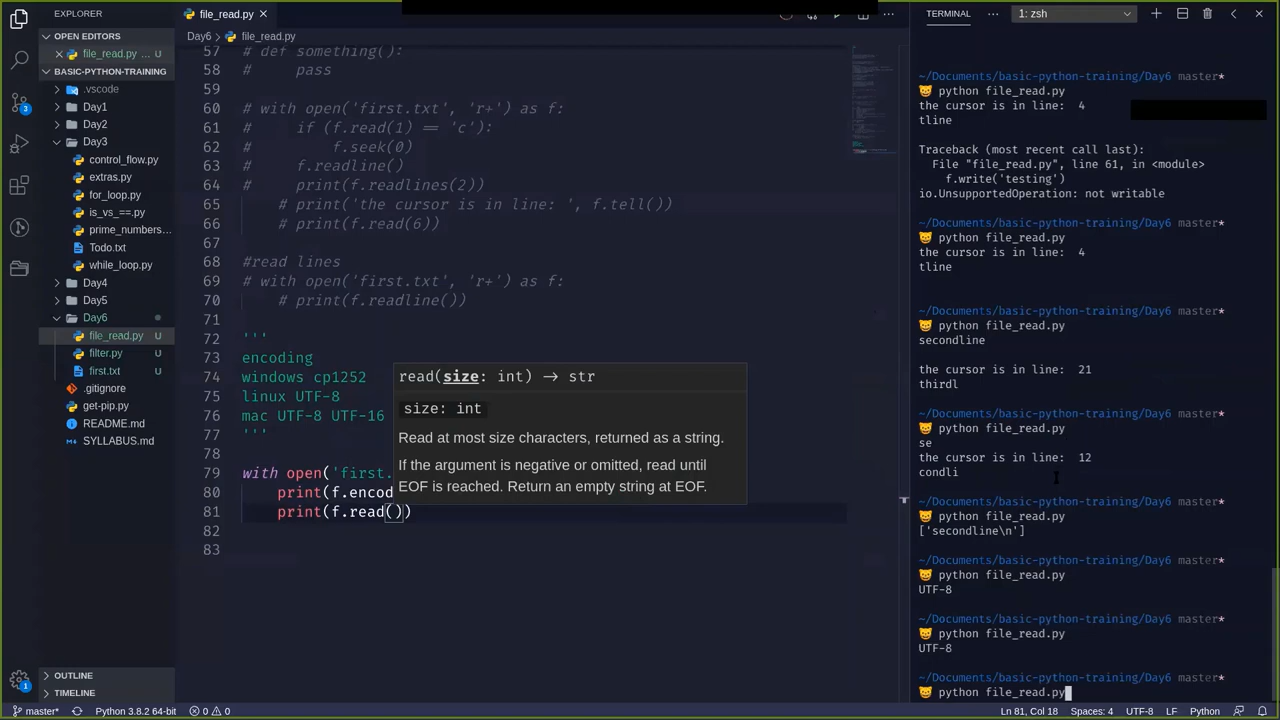 EXPLORER
OPEN EDITORS
file_read.py ... U
BASIC-PYTHON-TRAINING
.vscode
Day1
Day2
Day3
control_flow.py
extras.py
for_loop.py
is_vs_==.py
prime_numbers...
Todo.txt
while_loop.py
Day4
Day5
Day6
file_read.py U
filter.py U
first.txt U
.gitignore
get-pip.py
README.md
SYLLABUS.md
OUTLINE
TIMELINE
3
1
file_read.py
Day6 > file_read.py
57 # def something():
58 #     pass
59
60 # with open('first.txt', 'r+') as f:
61 #     if (f.read(1) == 'c'):
62 #         f.seek(0)
63 #     f.readline()
64 #     print(f.readlines(2))
65     # print('the cursor is in line: ', f.tell())
66     # print(f.read(6))
67
68 #read lines
69 # with open('first.txt', 'r+') as f:
70     # print(f.readline())
71
72 '''
73 encoding
74 windows cp1252
75 linux UTF-8
76 mac UTF-8 UTF-16
77 '''
78
79 with open('first.
80     print(f.encod
81     print(f.read())
82
83
read(size: int) → str
size: int
Read at most size characters, returned as a string.
If the argument is negative or omitted, read until
EOF is reached. Return an empty string at EOF.
TERMINAL ... 1: zsh
~/Documents/basic-python-training/Day6 master*
python file_read.py
the cursor is in line:  4
tline
Traceback (most recent call last):
  File "file_read.py", line 61, in <module>
    f.write('testing')
io.UnsupportedOperation: not writable
~/Documents/basic-python-training/Day6 master*
python file_read.py
the cursor is in line:  4
tline
~/Documents/basic-python-training/Day6 master*
python file_read.py
secondline
the cursor is in line:  21
thirdl
~/Documents/basic-python-training/Day6 master*
python file_read.py
se
the cursor is in line:  12
condli
~/Documents/basic-python-training/Day6 master*
python file_read.py
['secondline\n']
~/Documents/basic-python-training/Day6 master*
python file_read.py
UTF-8
~/Documents/basic-python-training/Day6 master*
python file_read.py
UTF-8
~/Documents/basic-python-training/Day6 master*
python file_read.py
master* Python 3.8.2 64-bit 0 0 Ln 81, Col 18 Spaces: 4 UTF-8 LF Python